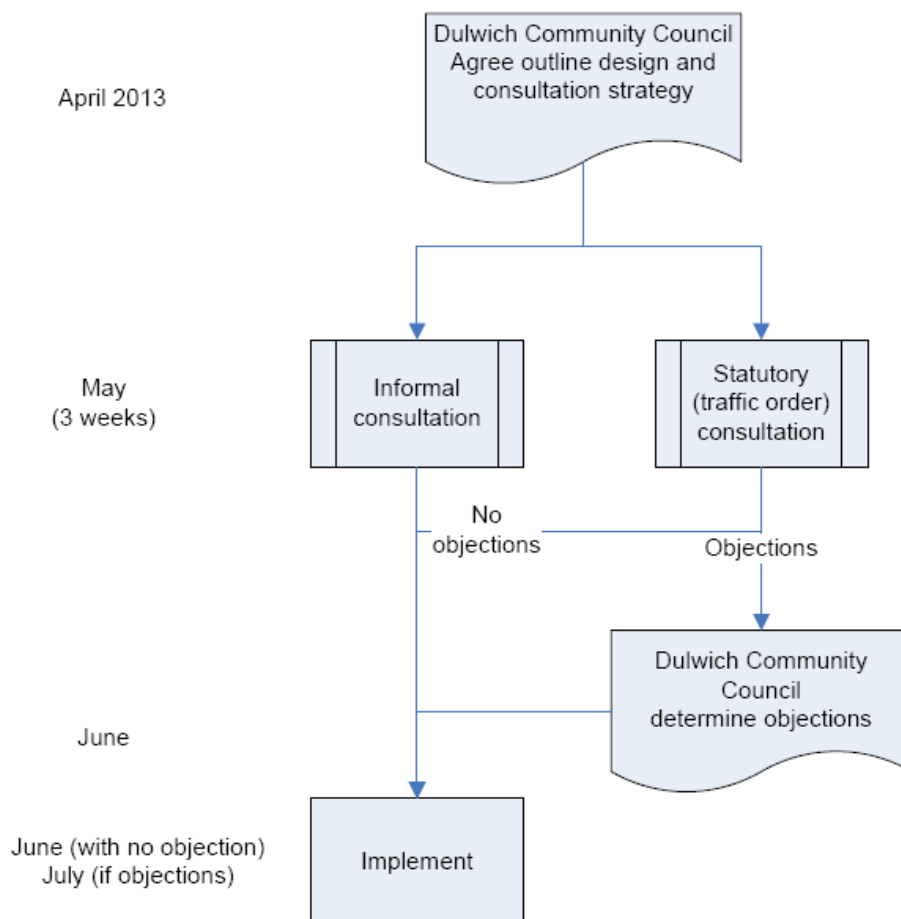 Dulwich Community Council
Agree outline design and
consultation strategy
April 2013
May
(3 weeks)
Informal
consultation
Statutory
(traffic order)
consultation
No
objections
Objections
Dulwich Community
Council
determine objections
June
June (with no objection)
July (if objections)
Implement